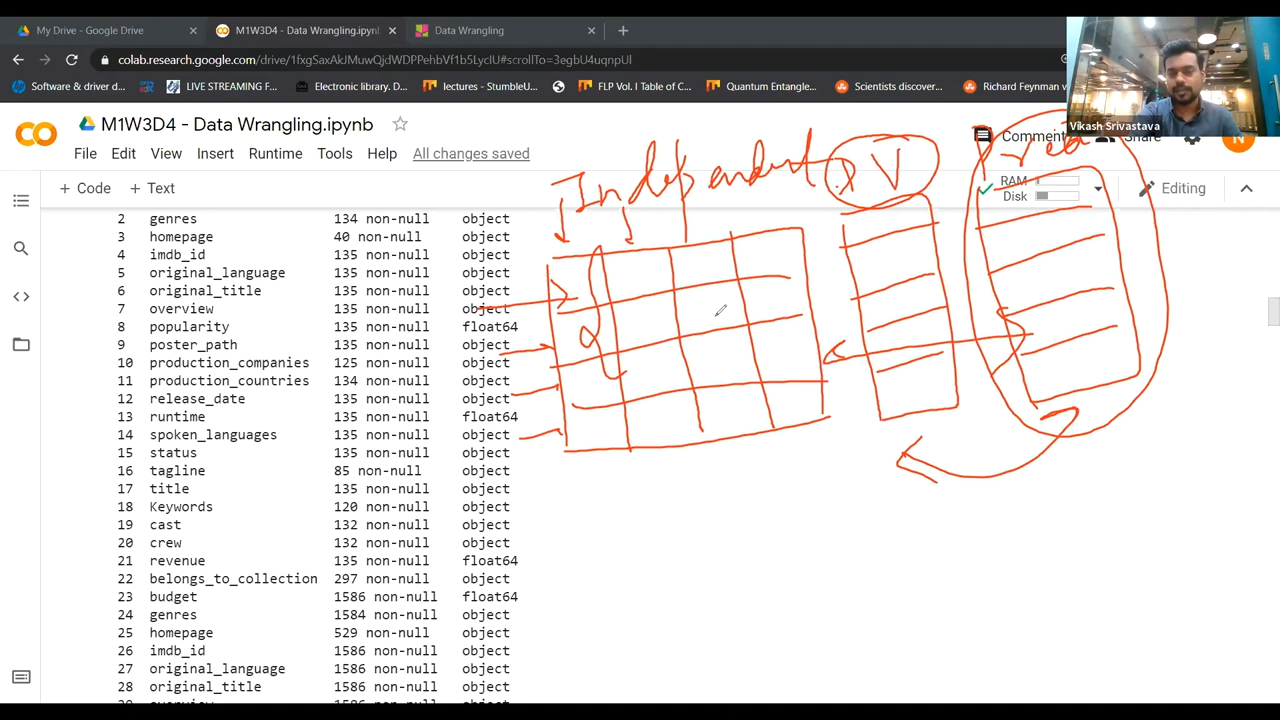 My Drive - Google Drive
M1W3D4 - Data Wrangling.ipynb
Data Wrangling
colab.research.google.com/drive/
Software & driver d...
LIVE STREAMING F...
Electronic library. D...
lectures - StumbleU...
FLP Vol. I Table of C...
Quantum Entangle...
Scientists discover...
Richard Feynman
Vikash Srivastava
M1W3D4 - Data Wrangling.ipynb
File Edit View Insert Runtime Tools Help All changes saved
Comment Share
+ Code + Text
RAM
Disk
Editing
Independent
D V
Pred
2 genres 134 non-null object
3 homepage 40 non-null object
4 imdb_id 135 non-null object
5 original_language 135 non-null object
6 original_title 135 non-null object
7 overview 135 non-null object
8 popularity 135 non-null float64
9 poster_path 135 non-null object
10 production_companies 125 non-null object
11 production_countries 134 non-null object
12 release_date 135 non-null object
13 runtime 135 non-null float64
14 spoken_languages 135 non-null object
15 status 135 non-null object
16 tagline 85 non-null object
17 title 135 non-null object
18 Keywords 120 non-null object
19 cast 132 non-null object
20 crew 132 non-null object
21 revenue 135 non-null float64
22 belongs_to_collection 297 non-null object
23 budget 1586 non-null float64
24 genres 1584 non-null object
25 homepage 529 non-null object
26 imdb_id 1586 non-null object
27 original_language 1586 non-null object
28 original_title 1586 non-null object